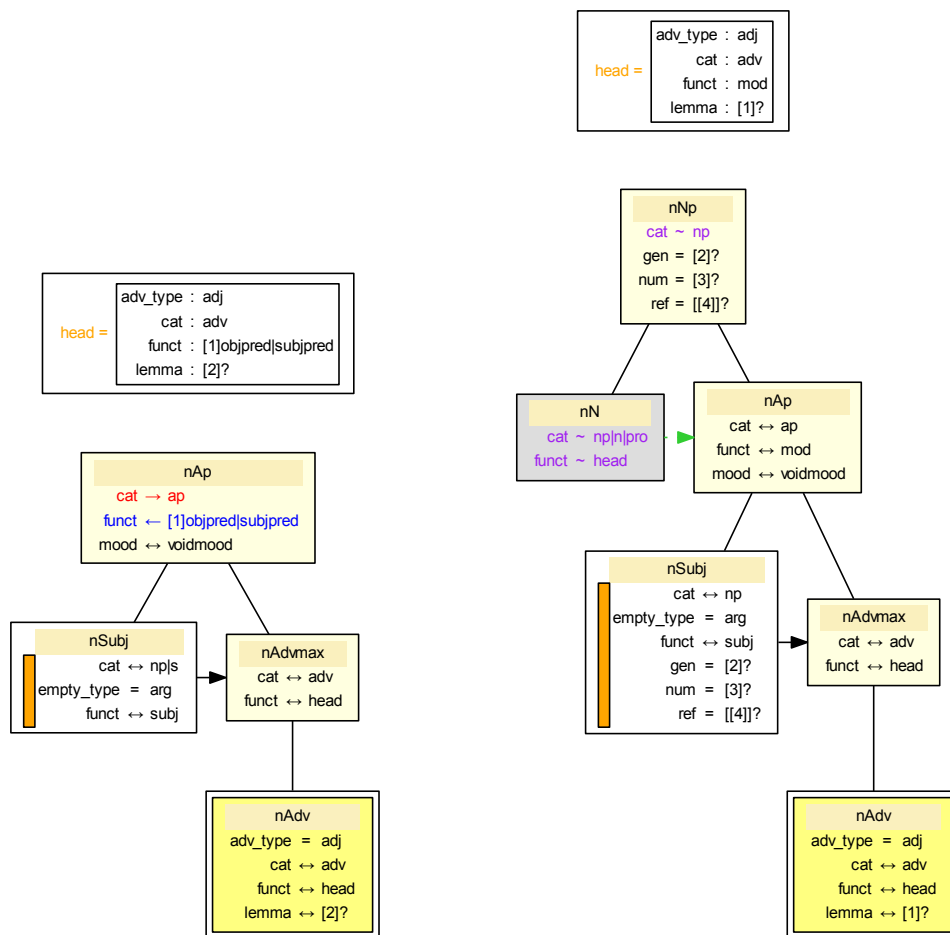 head =
adv_type : adj
cat : adv
funct : [1]objpred|subjpred
lemma : [2]?
nAp
cat → ap
funct ← [1]objpred|subjpred
mood ↔ voidmood
nSubj
cat ↔ np|s
empty_type = arg
funct ↔ subj
nAdvmax
cat ↔ adv
funct ↔ head
nAdv
adv_type = adj
cat ↔ adv
funct ↔ head
lemma ↔ [2]?
head =
adv_type : adj
cat : adv
funct : mod
lemma : [1]?
nNp
cat ~ np
gen = [2]?
num = [3]?
ref = [[4]]?
nN
cat ~ np|n|pro
funct ~ head
nAp
cat ↔ ap
funct ↔ mod
mood ↔ voidmood
nSubj
cat ↔ np
empty_type = arg
funct ↔ subj
gen = [2]?
num = [3]?
ref = [[4]]?
nAdvmax
cat ↔ adv
funct ↔ head
nAdv
adv_type = adj
cat ↔ adv
funct ↔ head
lemma ↔ [1]?